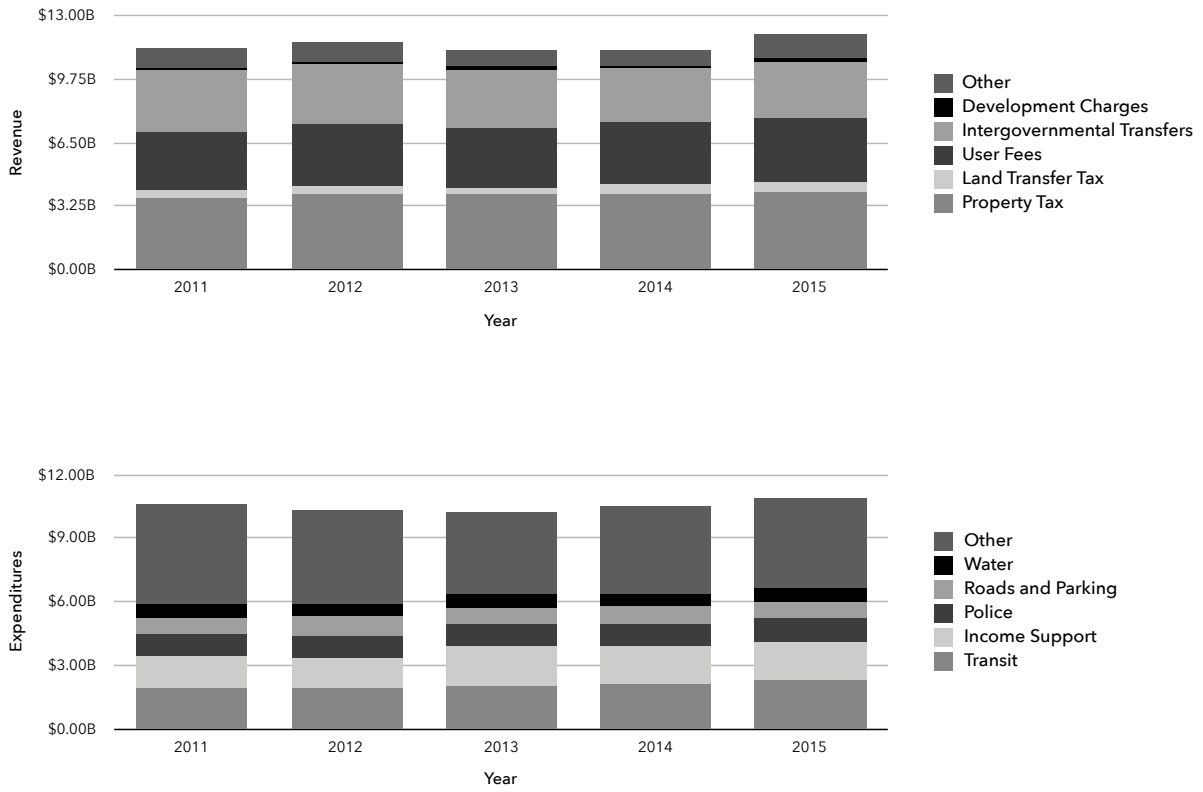 $13.00B
$9.75B
$6.50B
$3.25B
$0.00B
Revenue
2011 2012 2013 2014 2015
Year
Other
Development Charges
Intergovernmental Transfers
User Fees
Land Transfer Tax
Property Tax
$12.00B
$9.00B
$6.00B
$3.00B
$0.00B
Expenditures
2011 2012 2013 2014 2015
Year
Other
Water
Roads and Parking
Police
Income Support
Transit